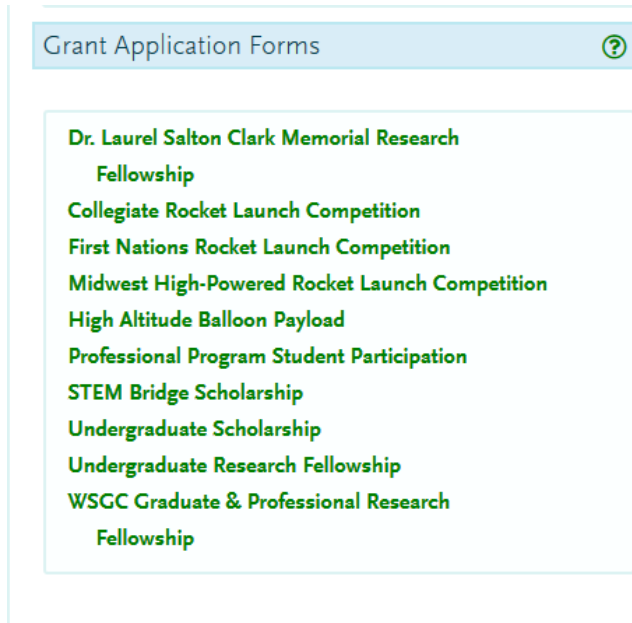 Grant Application Forms
Dr. Laurel Salton Clark Memorial Research
Fellowship
Collegiate Rocket Launch Competition
First Nations Rocket Launch Competition
Midwest High-Powered Rocket Launch Competition
High Altitude Balloon Payload
Professional Program Student Participation
STEM Bridge Scholarship
Undergraduate Scholarship
Undergraduate Research Fellowship
WSGC Graduate & Professional Research
Fellowship